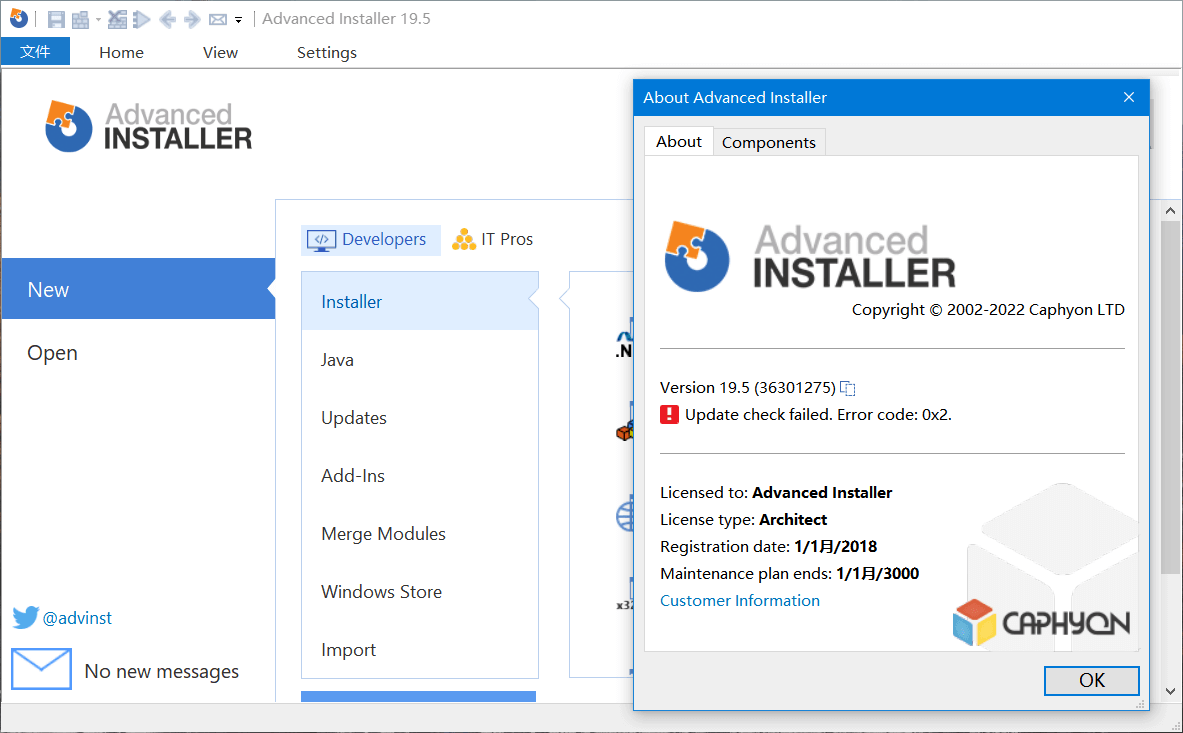 Advanced Installer 19.5
文件
Home
View
Settings
Advanced
INSTALLER
New
Open
@advinst
No new messages
Developers
IT Pros
Installer
Java
Updates
Add-Ins
Merge Modules
Windows Store
Import
.N
x32
About Advanced Installer
About
Components
Advanced
INSTALLER
Copyright © 2002-2022 Caphyon LTD
Version 19.5 (36301275)
Update check failed. Error code: 0x2.
Licensed to: Advanced Installer
License type: Architect
Registration date: 1/1月/2018
Maintenance plan ends: 1/1月/3000
Customer Information
CAPHYON
OK